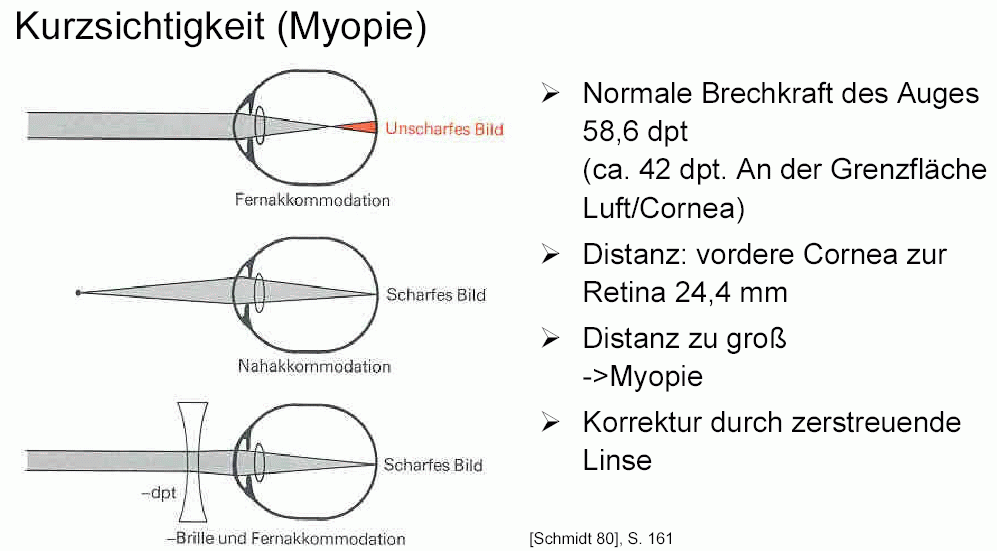 Kurzsichtigkeit (Myopie)
Unscharfes Bild
Fernakkommodation
Scharfes Bild
Nahakkommodation
Scharfes Bild
–dpt
–Brille und Fernakkommodation
➢ Normale Brechkraft des Auges
58,6 dpt
(ca. 42 dpt. An der Grenzfläche
Luft/Cornea)
➢ Distanz: vordere Cornea zur
Retina 24,4 mm
➢ Distanz zu groß
->Myopie
➢ Korrektur durch zerstreuende
Linse
[Schmidt 80], S. 161